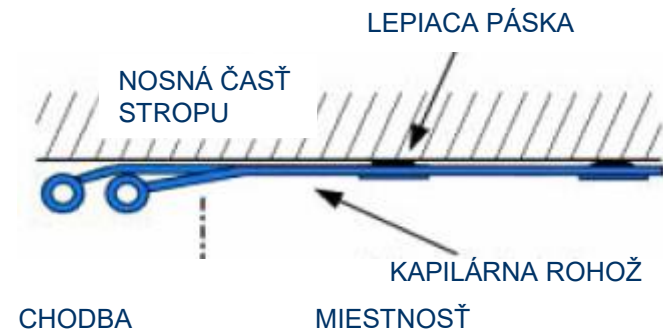 LEPIACA PÁSKA
NOSNÁ ČASŤ
STROPU
KAPILÁRNA ROHOŽ
CHODBA
MIESTNOSŤ